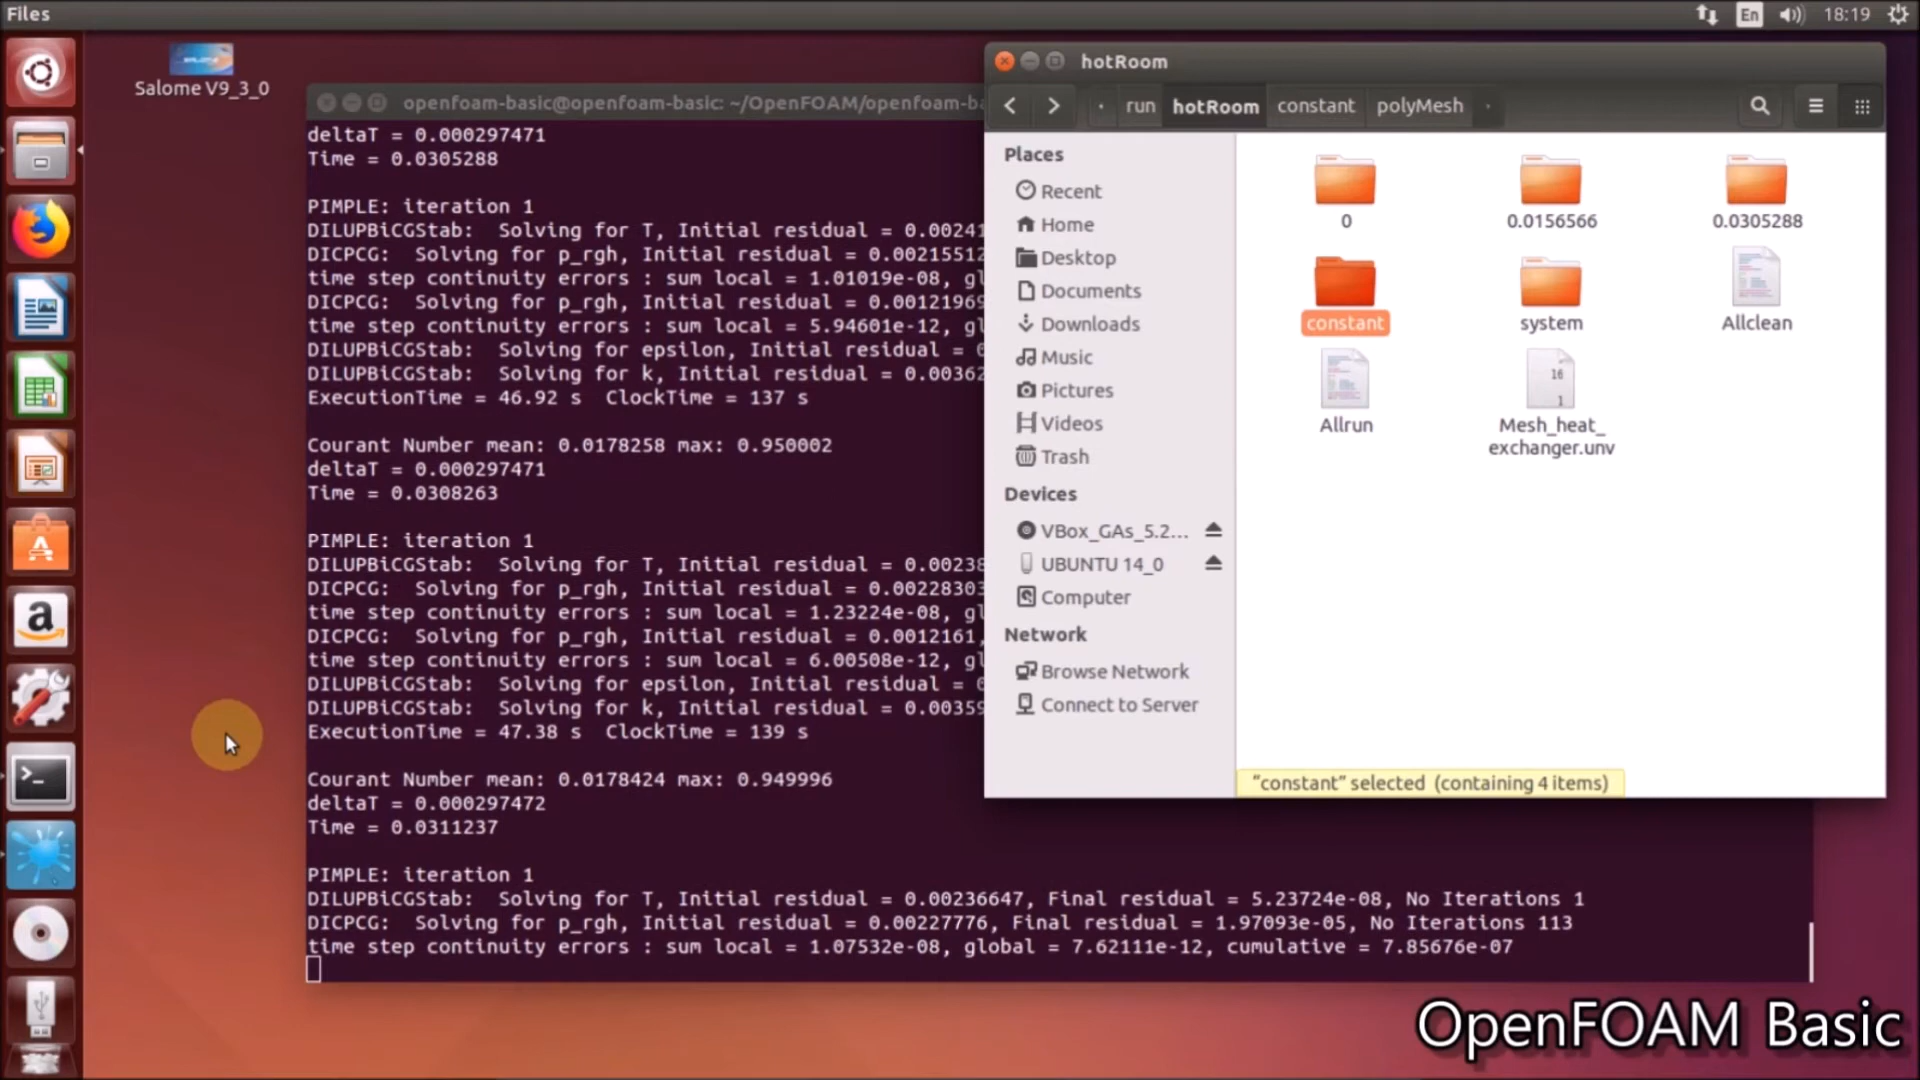 Files
En
18:19
Salome V9_3_0
openfoam-basic@openfoam-basic: ~/OpenFOAM/openfoam-ba
deltaT = 0.000297471
Time = 0.0305288
PIMPLE: iteration 1
DILUPBiCGStab:  Solving for T, Initial residual = 0.00241
DICPCG:  Solving for p_rgh, Initial residual = 0.00215512
time step continuity errors : sum local = 1.01019e-08, gl
DICPCG:  Solving for p_rgh, Initial residual = 0.00121969
time step continuity errors : sum local = 5.94601e-12, gl
DILUPBiCGStab:  Solving for epsilon, Initial residual = 0
DILUPBiCGStab:  Solving for k, Initial residual = 0.00362
ExecutionTime = 46.92 s  ClockTime = 137 s
Courant Number mean: 0.0178258 max: 0.950002
deltaT = 0.000297471
Time = 0.0308263
PIMPLE: iteration 1
DILUPBiCGStab:  Solving for T, Initial residual = 0.00238
DICPCG:  Solving for p_rgh, Initial residual = 0.00228303
time step continuity errors : sum local = 1.23224e-08, gl
DICPCG:  Solving for p_rgh, Initial residual = 0.0012161,
time step continuity errors : sum local = 6.00508e-12, gl
DILUPBiCGStab:  Solving for epsilon, Initial residual = 0
DILUPBiCGStab:  Solving for k, Initial residual = 0.00359
ExecutionTime = 47.38 s  ClockTime = 139 s
Courant Number mean: 0.0178424 max: 0.949996
deltaT = 0.000297472
Time = 0.0311237
PIMPLE: iteration 1
DILUPBiCGStab:  Solving for T, Initial residual = 0.00236647, Final residual = 5.23724e-08, No Iterations 1
DICPCG:  Solving for p_rgh, Initial residual = 0.00227776, Final residual = 1.97093e-05, No Iterations 113
time step continuity errors : sum local = 1.07532e-08, global = 7.62111e-12, cumulative = 7.85676e-07
hotRoom
run
hotRoom
constant
polyMesh
Places
Recent
Home
Desktop
Documents
Downloads
Music
Pictures
Videos
Trash
Devices
VBox_GAs_5.2...
UBUNTU 14_0
Computer
Network
Browse Network
Connect to Server
0
0.0156566
0.0305288
constant
system
Allclean
Allrun
16
1
Mesh_heat_
exchanger.unv
"constant" selected (containing 4 items)
OpenFOAM Basic